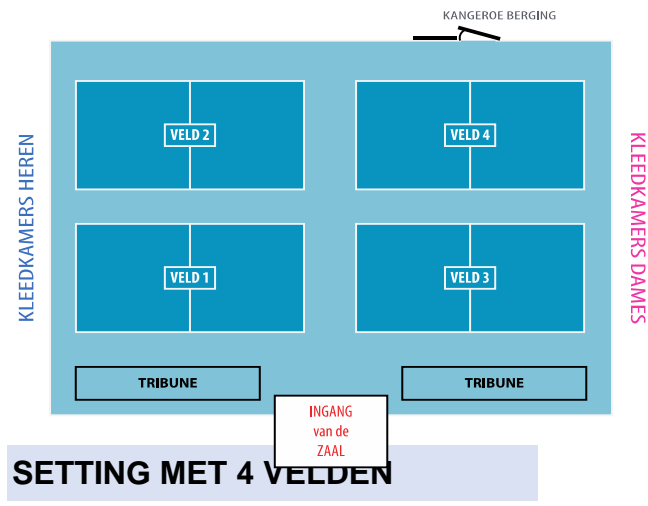 KANGEROE BERGING
KLEEDKAMERS HEREN
VELD 2
VELD 4
KLEEDKAMERS DAMES
VELD 1
VELD 3
TRIBUNE
TRIBUNE
INGANG
van de
ZAAL
SETTING MET 4 VELDEN